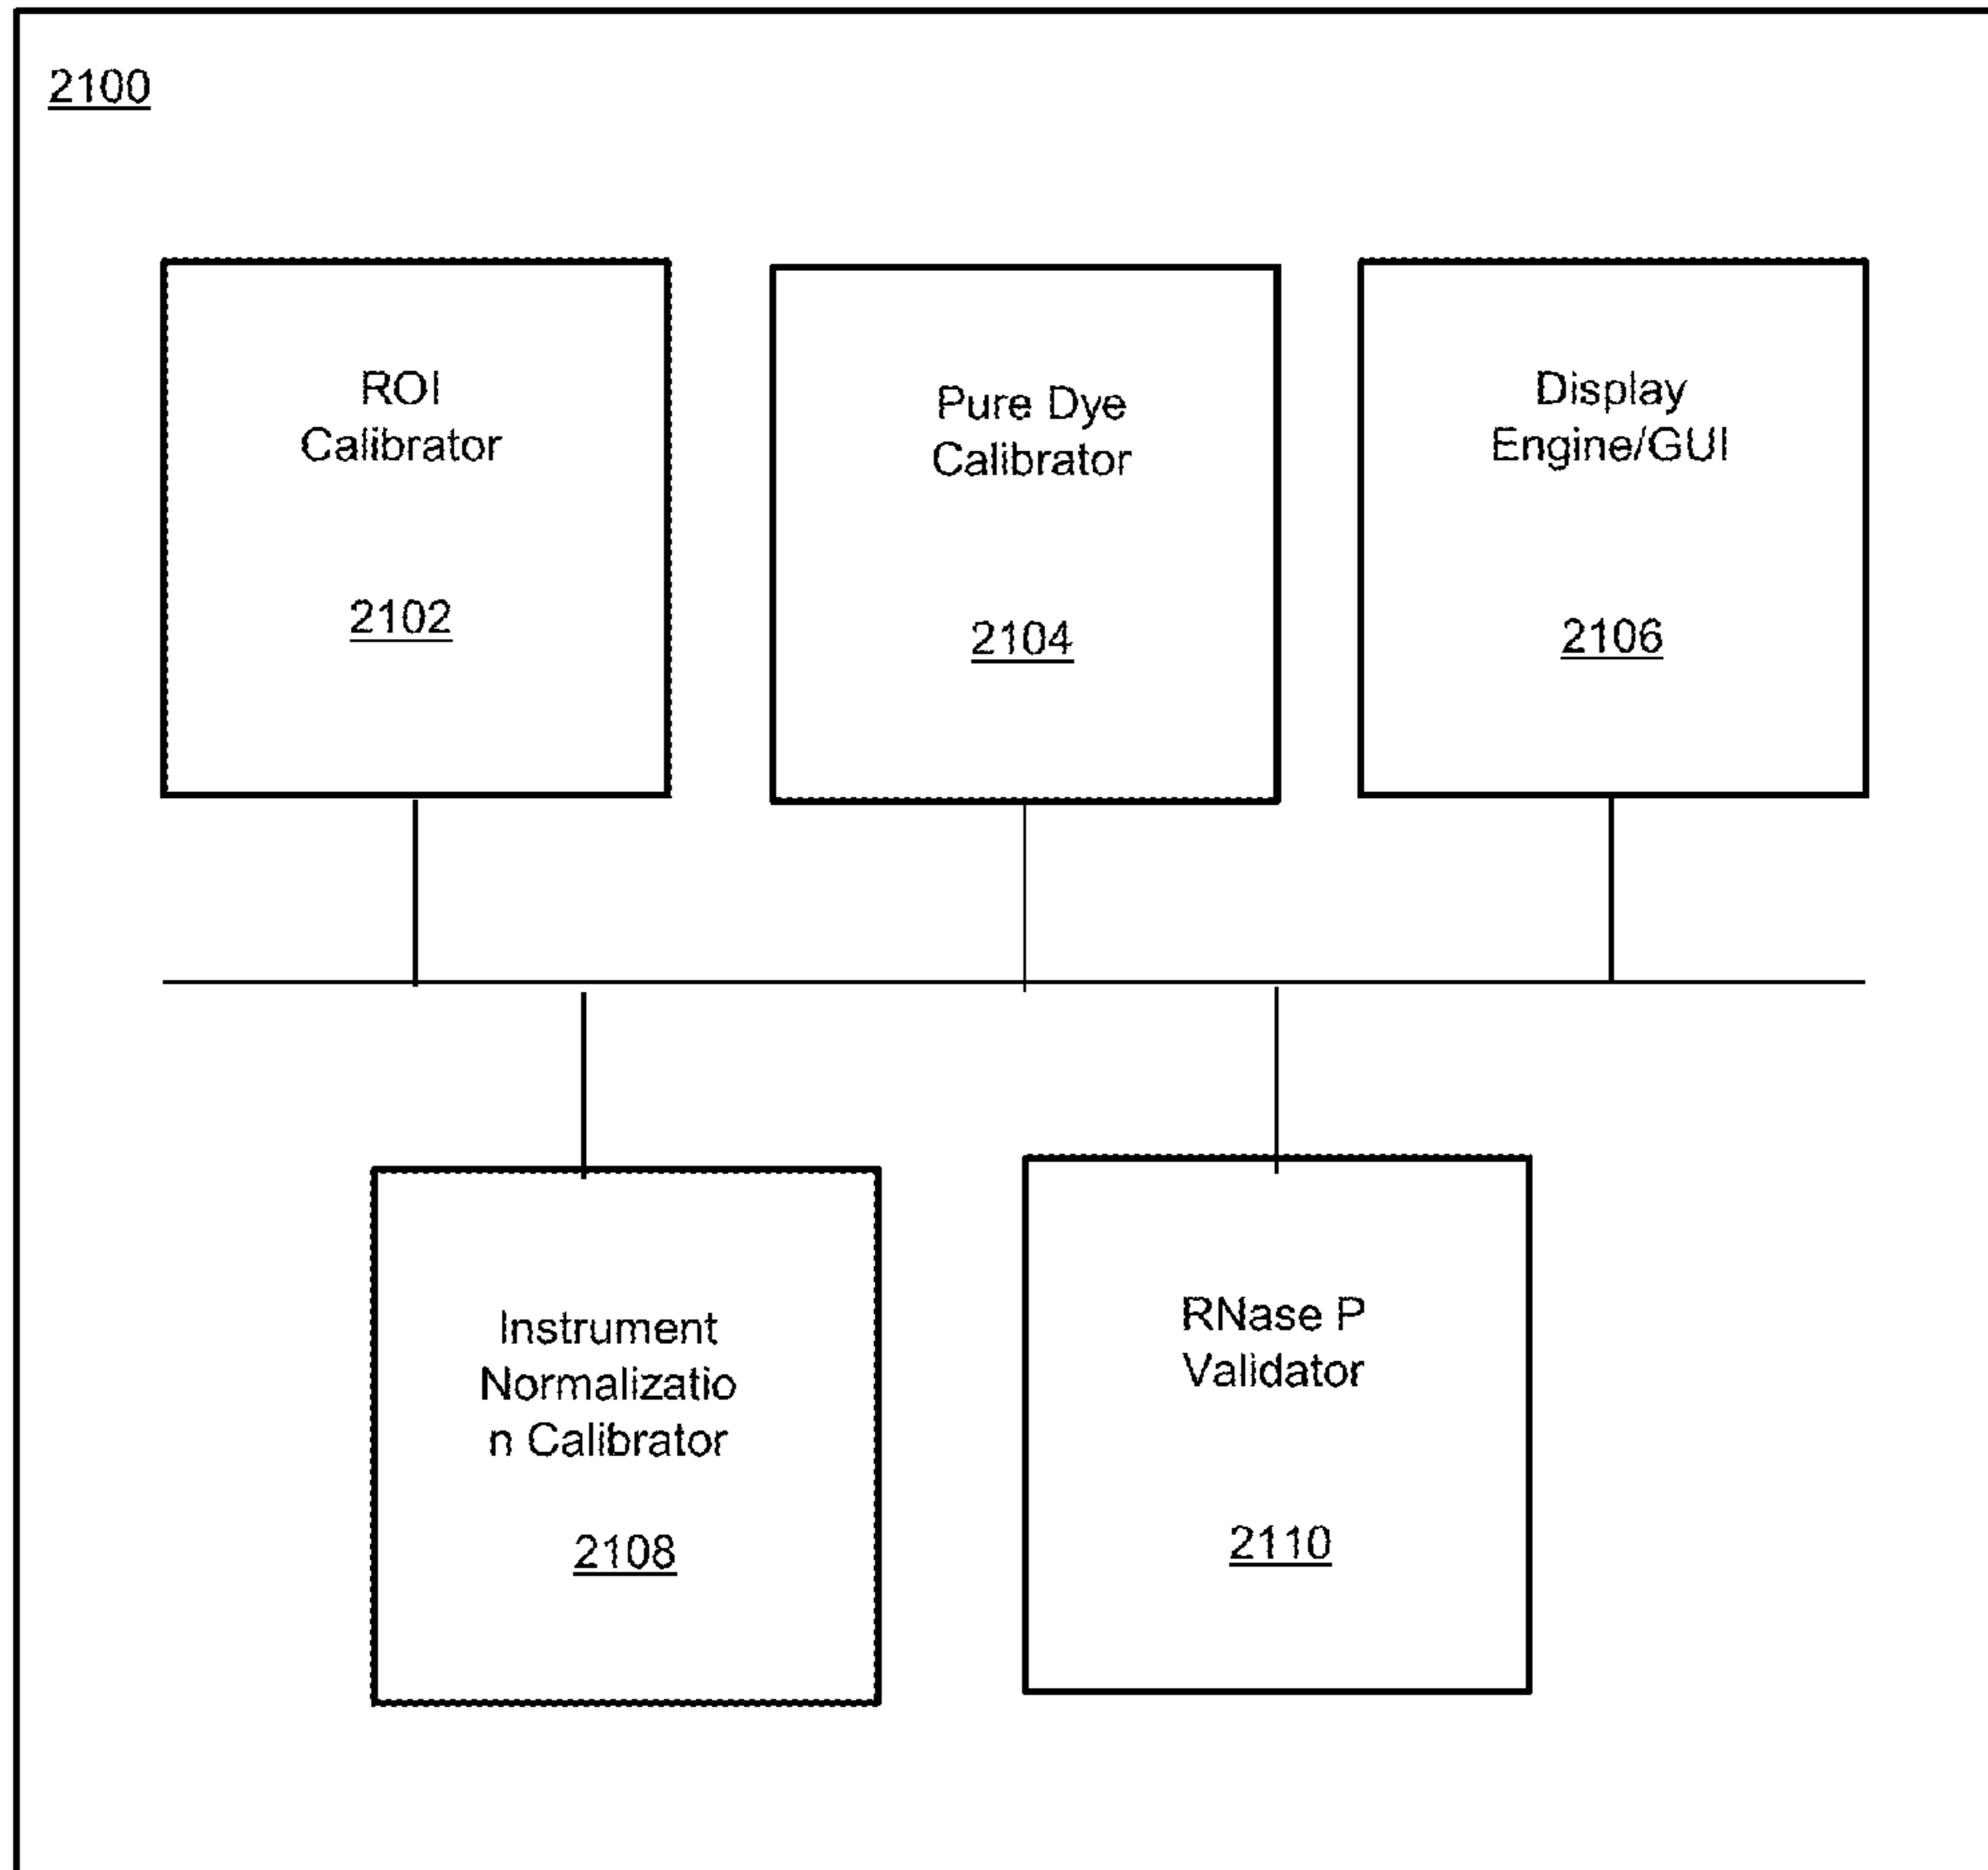 2100
ROI
Calibrator
2102
Pure Dye
Calibrator
2104
Display
Engine/GUI
2106
Instrument
Normalizatio
n Calibrator
2108
RNase P
Validator
2110